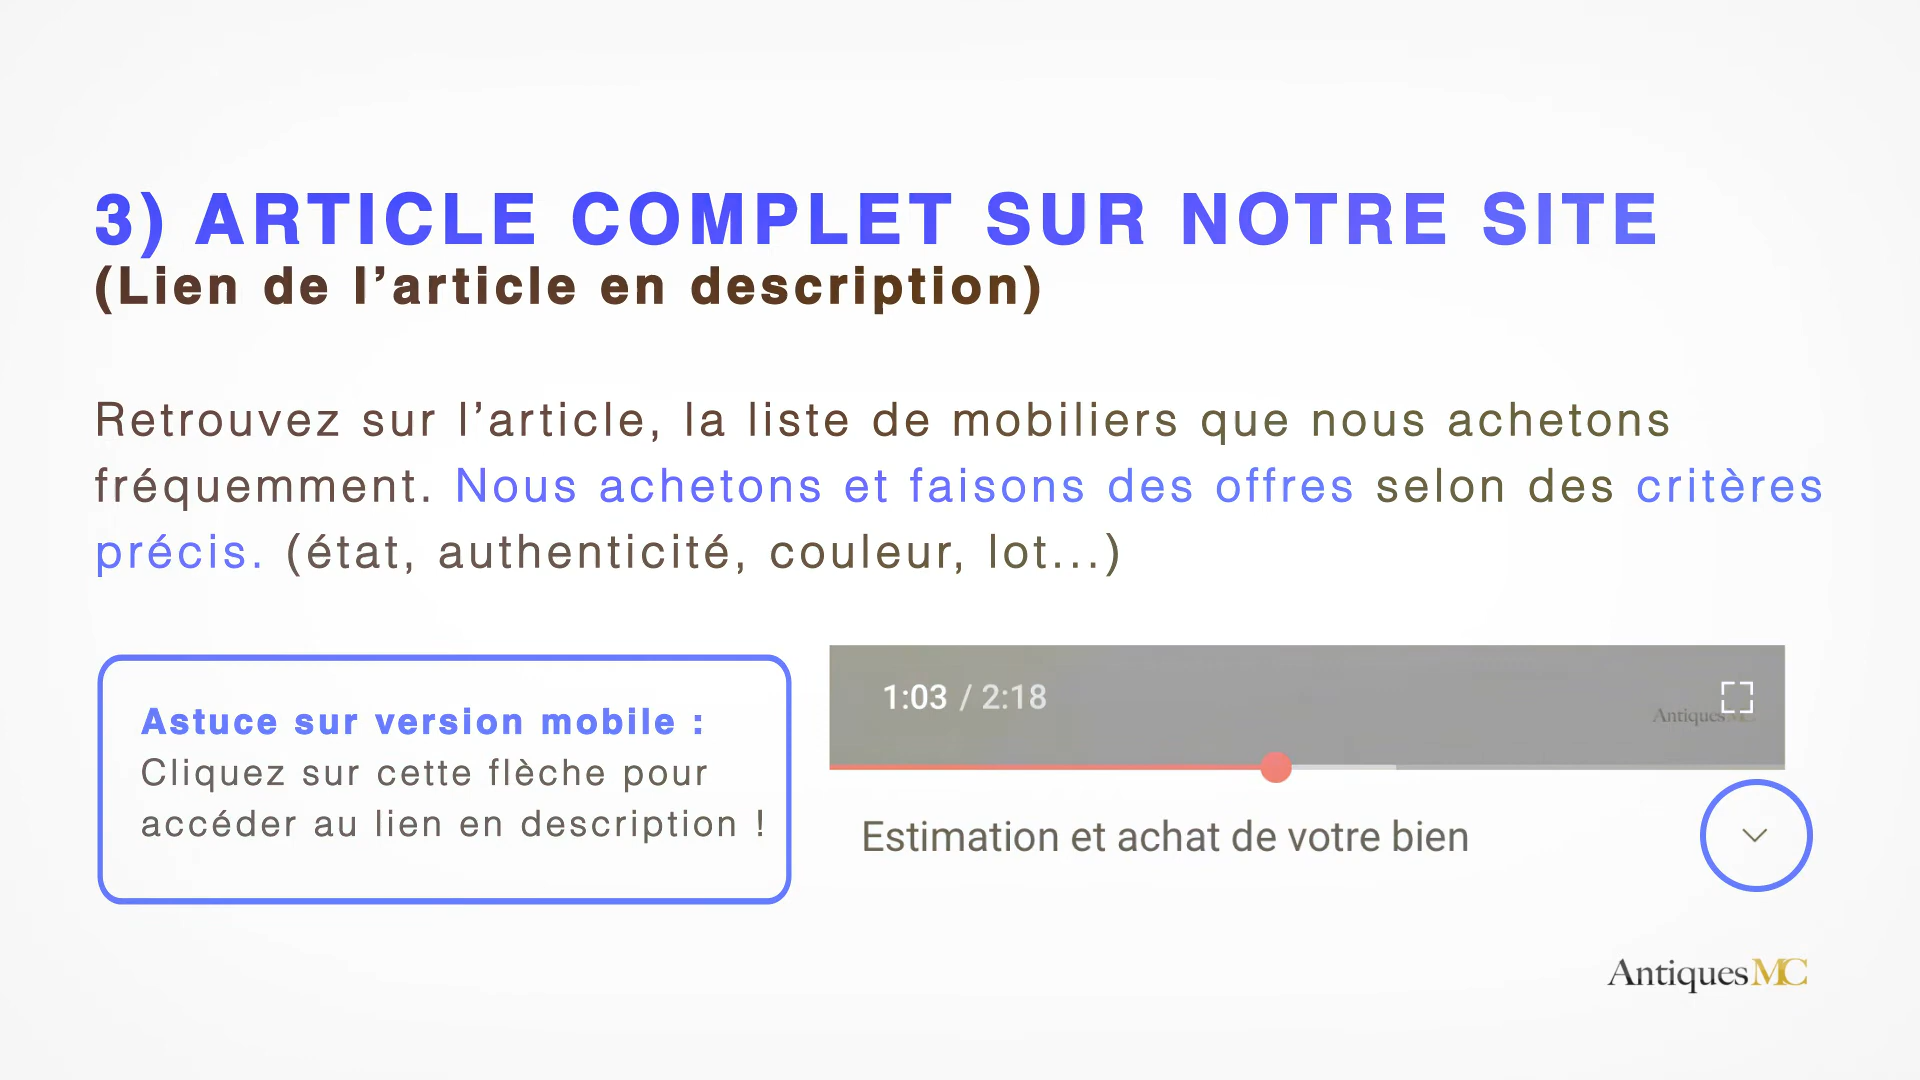 3) ARTICLE COMPLET SUR NOTRE SITE
(Lien de l’article en description)
Retrouvez sur l’article, la liste de mobiliers que nous achetons
fréquemment. Nous achetons et faisons des offres selon des critères
précis. (état, authenticité, couleur, lot...)
Astuce sur version mobile :
Cliquez sur cette flèche pour
accéder au lien en description !
1:03 / 2:18
AntiquesMC
Estimation et achat de votre bien
AntiquesMC